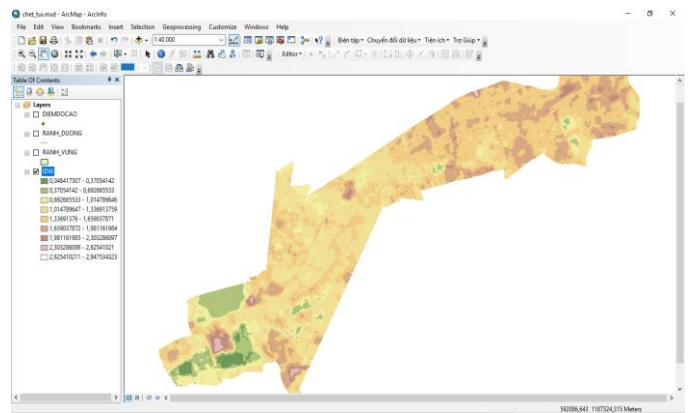 chet_tui.mxd - ArcMap - ArcInfo
File Edit View Bookmarks Insert Selection Geoprocessing Customize Windows Help
1:40.000
Biên tập Chuyển đổi dữ liệu Tiện ích Trợ Giúp
Editor
Table Of Contents
Layers
DIEMDOCAO
RANH_DUONG
RANH_VUNG
IDW
0,048417307 - 0,37054142
0,37054142 - 0,692665533
0,692665533 - 1,014789646
1,014789647 - 1,336913759
1,33691376 - 1,659037871
1,659037872 - 1,981161984
1,981161985 - 2,303286097
2,303286098 - 2,62541021
2,625410211 - 2,947534323
592086,643 1187324,315 Meters